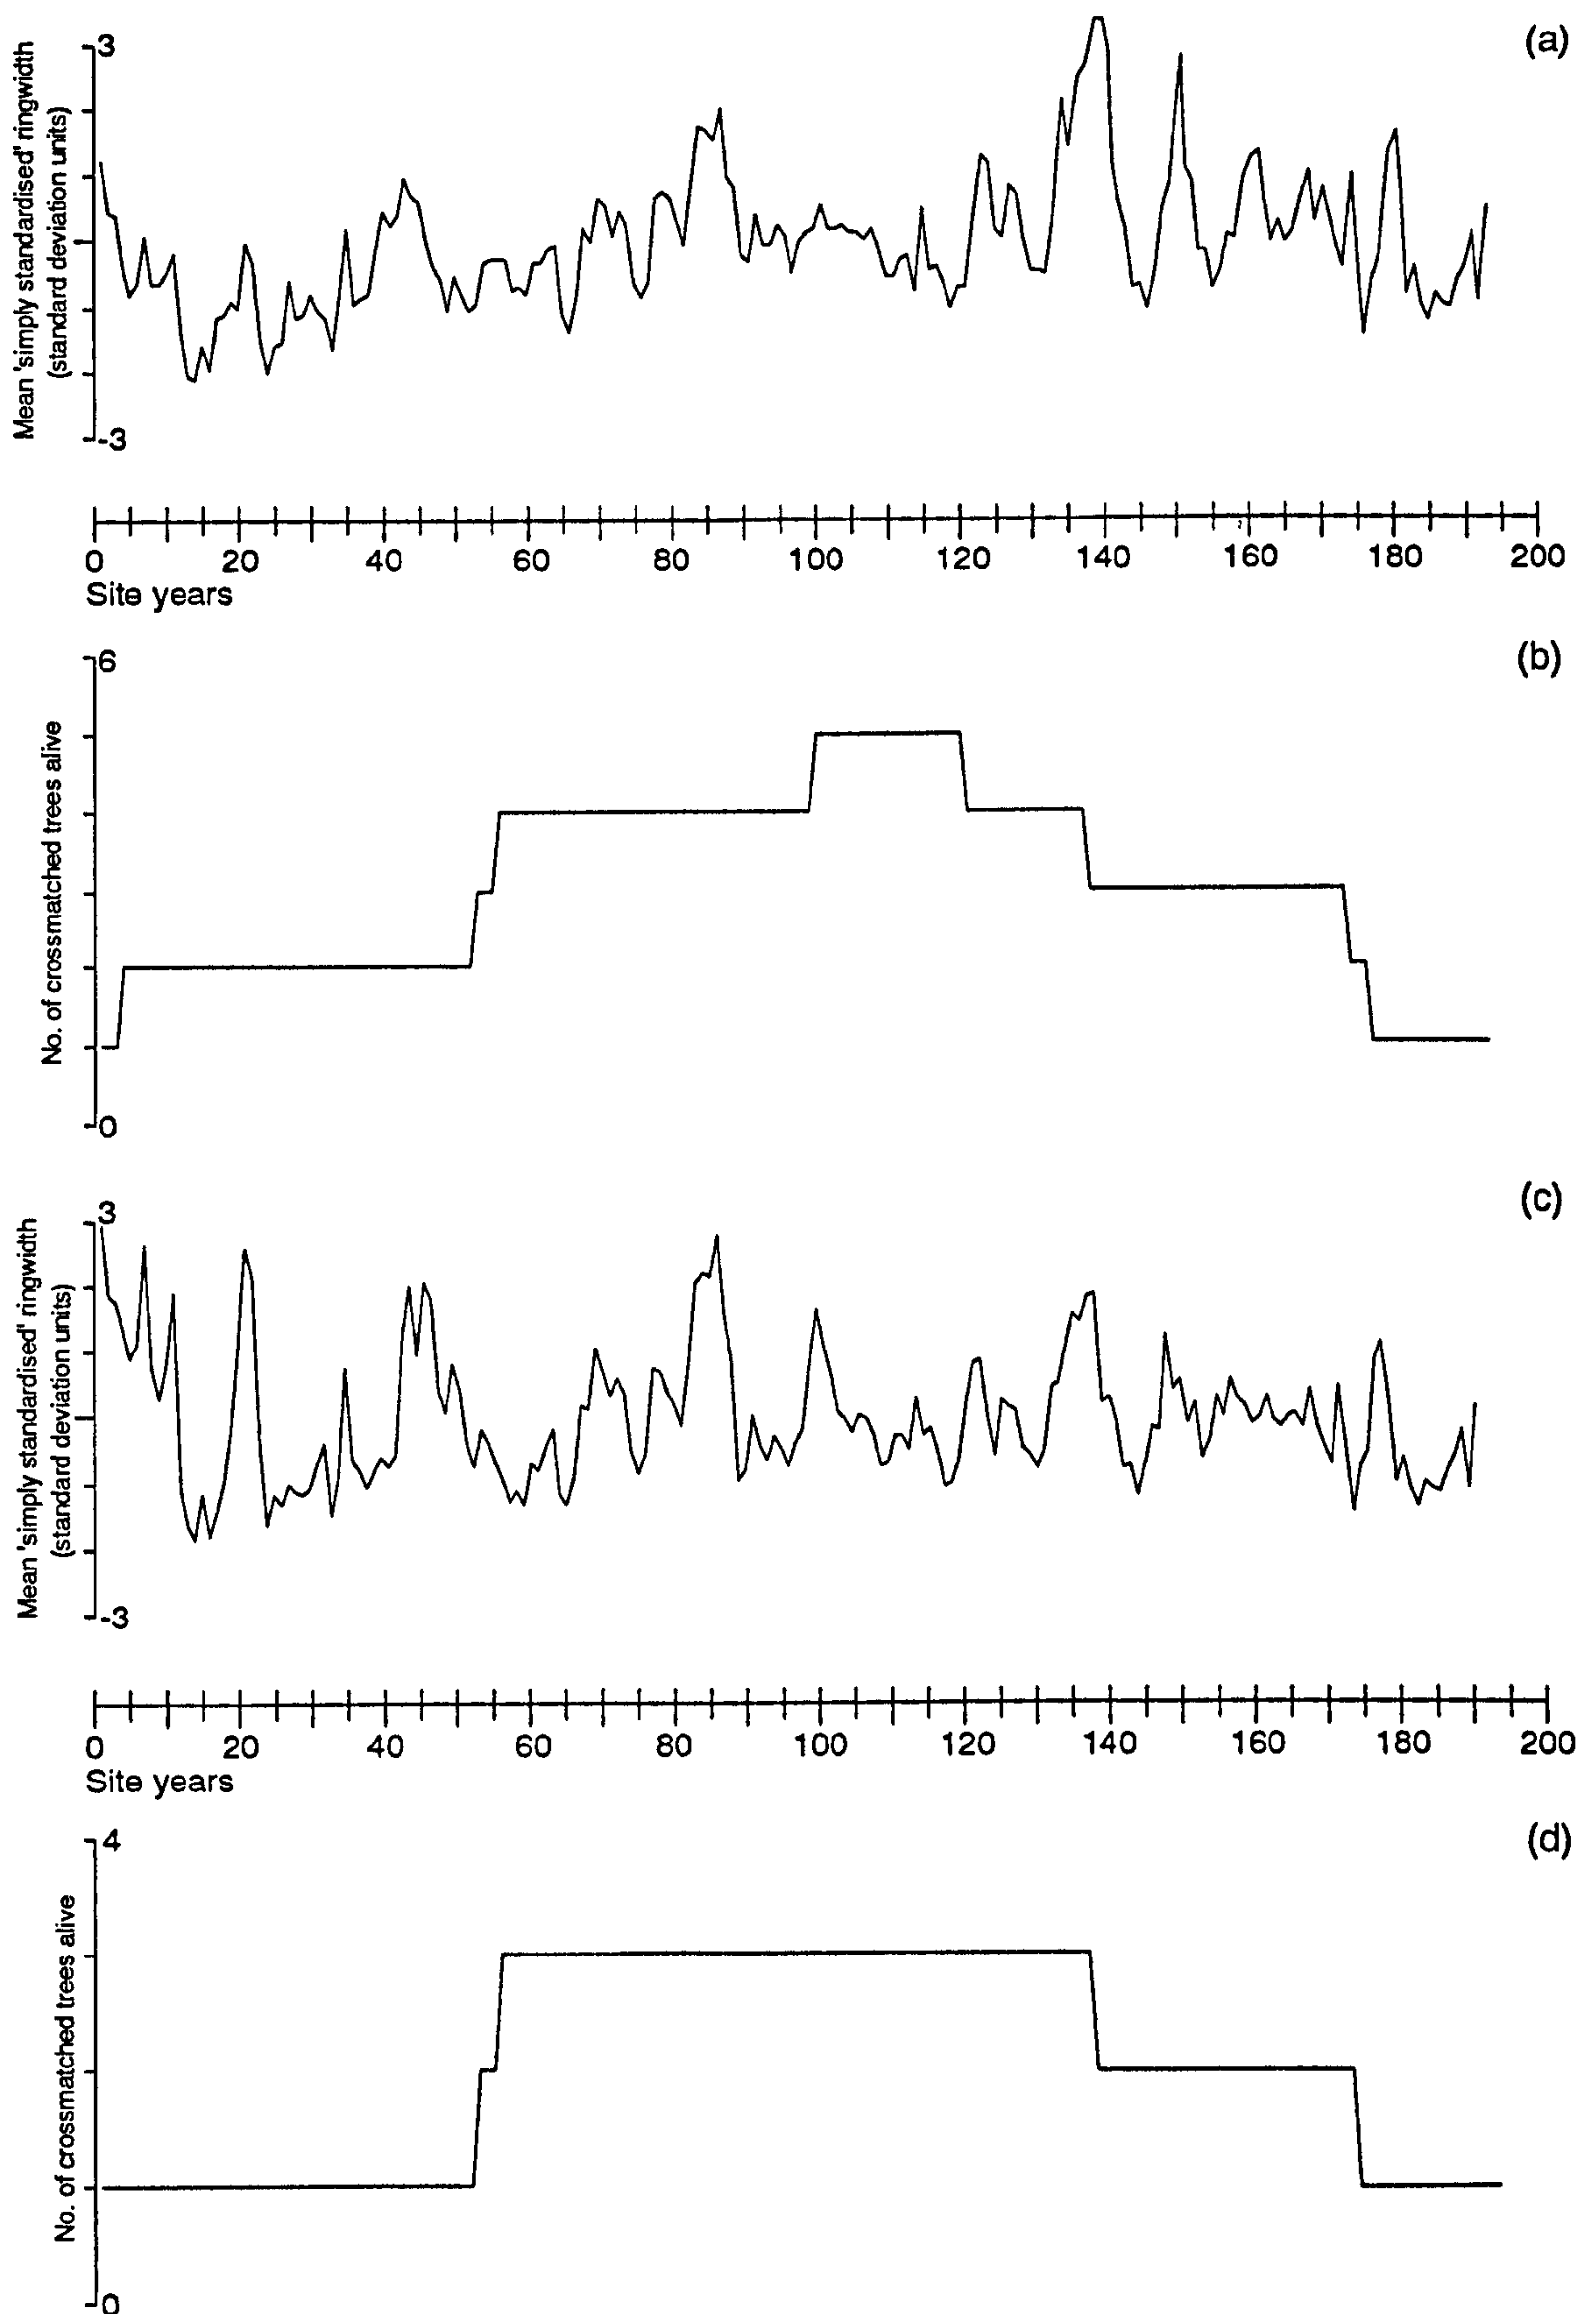 (a)
3
Mean 'simply standardised' ringwidth
(standard deviation units)
-3
0 20 40 60 80 100 120 140 160 180 200
Site years
(b)
6
No. of crossmatched trees alive
0
(c)
3
Mean 'simply standardised' ringwidth
(standard deviation units)
-3
0 20 40 60 80 100 120 140 160 180 200
Site years
(d)
4
No. of crossmatched trees alive
0